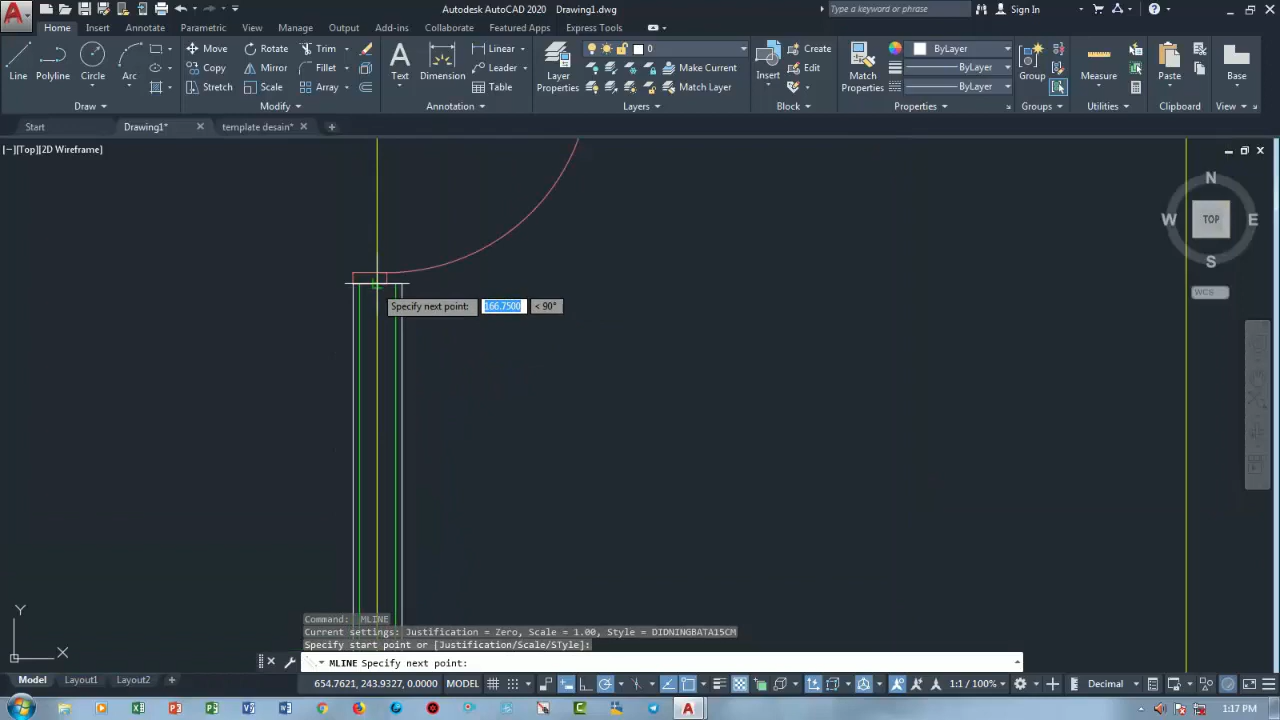 Autodesk AutoCAD 2020 Drawing1.dwg
Type a keyword or phrase
Sign In
Home Insert Annotate Parametric View Manage Output Add-ins Collaborate Express Tools
Line Polyline Circle Arc
Move Rotate Trim
Copy Mirror Fillet
Stretch Scale Array
Text Dimension
Linear
Leader
Table
Layer Properties
0
Make Current
Match Layer
Insert
Create
Edit
Match Properties
ByLayer
ByLayer
ByLayer
Group
Measure
Paste
Base
Draw Modify Annotation Layers Block Properties Groups Utilities Clipboard View
Start Drawing1* template desain*
[−][Top][2D Wireframe]
N
W TOP E
S
WCS
Specify next point: 166.7500 < 90°
Y
X
Command: MLINE
Current settings: Justification = Zero, Scale = 1.00, Style = DIDNINGBATA15CM
Specify start point or [Justification/Scale/STyle]:
MLINE Specify next point:
Model Layout1 Layout2
654.7621, 243.9327, 0.0000 MODEL
1:1 / 100%
Decimal
1:17 PM